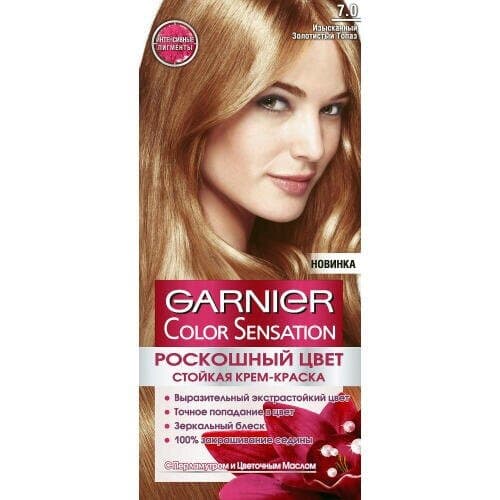 7.0
Изысканный
Золотистый Топаз
ИНТЕНСИВНЫЕ
ПИГМЕНТЫ
НОВИНКА
GARNIER
COLOR SENSATION
РОСКОШНЫЙ ЦВЕТ
СТОЙКАЯ КРЕМ-КРАСКА
• Выразительный экстрастойкий цвет
• Точное попадание в цвет
• Зеркальный блеск
• 100% закрашивание седины
С Перламутром и Цветочным Маслом